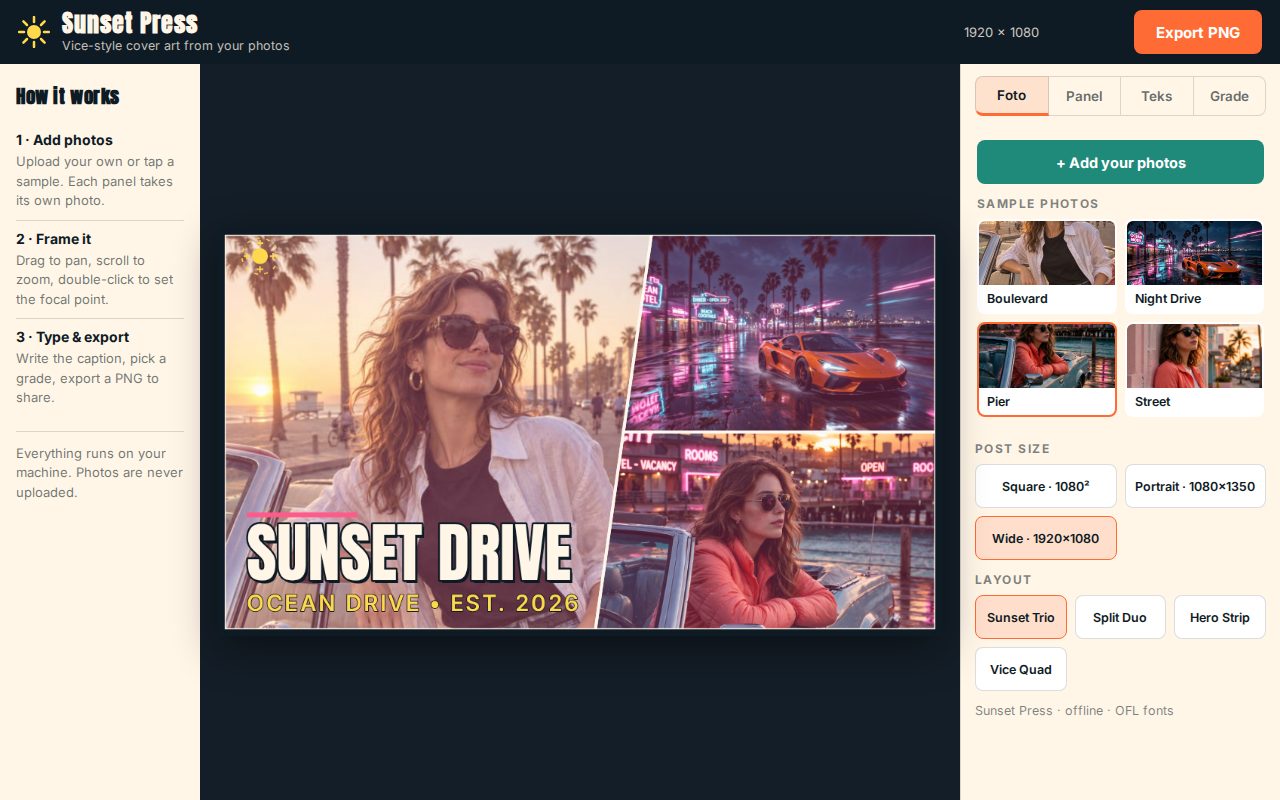 Sunset Press
Vice-style cover art from your photos
1920 × 1080
Export PNG
How it works
1 · Add photos
Upload your own or tap a
sample. Each panel takes
its own photo.
2 · Frame it
Drag to pan, scroll to
zoom, double-click to set
the focal point.
3 · Type & export
Write the caption, pick a
grade, export a PNG to
share.
Everything runs on your
machine. Photos are never
uploaded.
SUNSET DRIVE
OCEAN DRIVE • EST. 2026
EL - VACANCY
ROOMS
OPEN
ROO
Foto
Panel
Teks
Grade
+ Add your photos
SAMPLE PHOTOS
Boulevard
Night Drive
Pier
Street
POST SIZE
Square · 1080²
Portrait · 1080×1350
Wide · 1920×1080
LAYOUT
Sunset Trio
Split Duo
Hero Strip
Vice Quad
Sunset Press · offline · OFL fonts